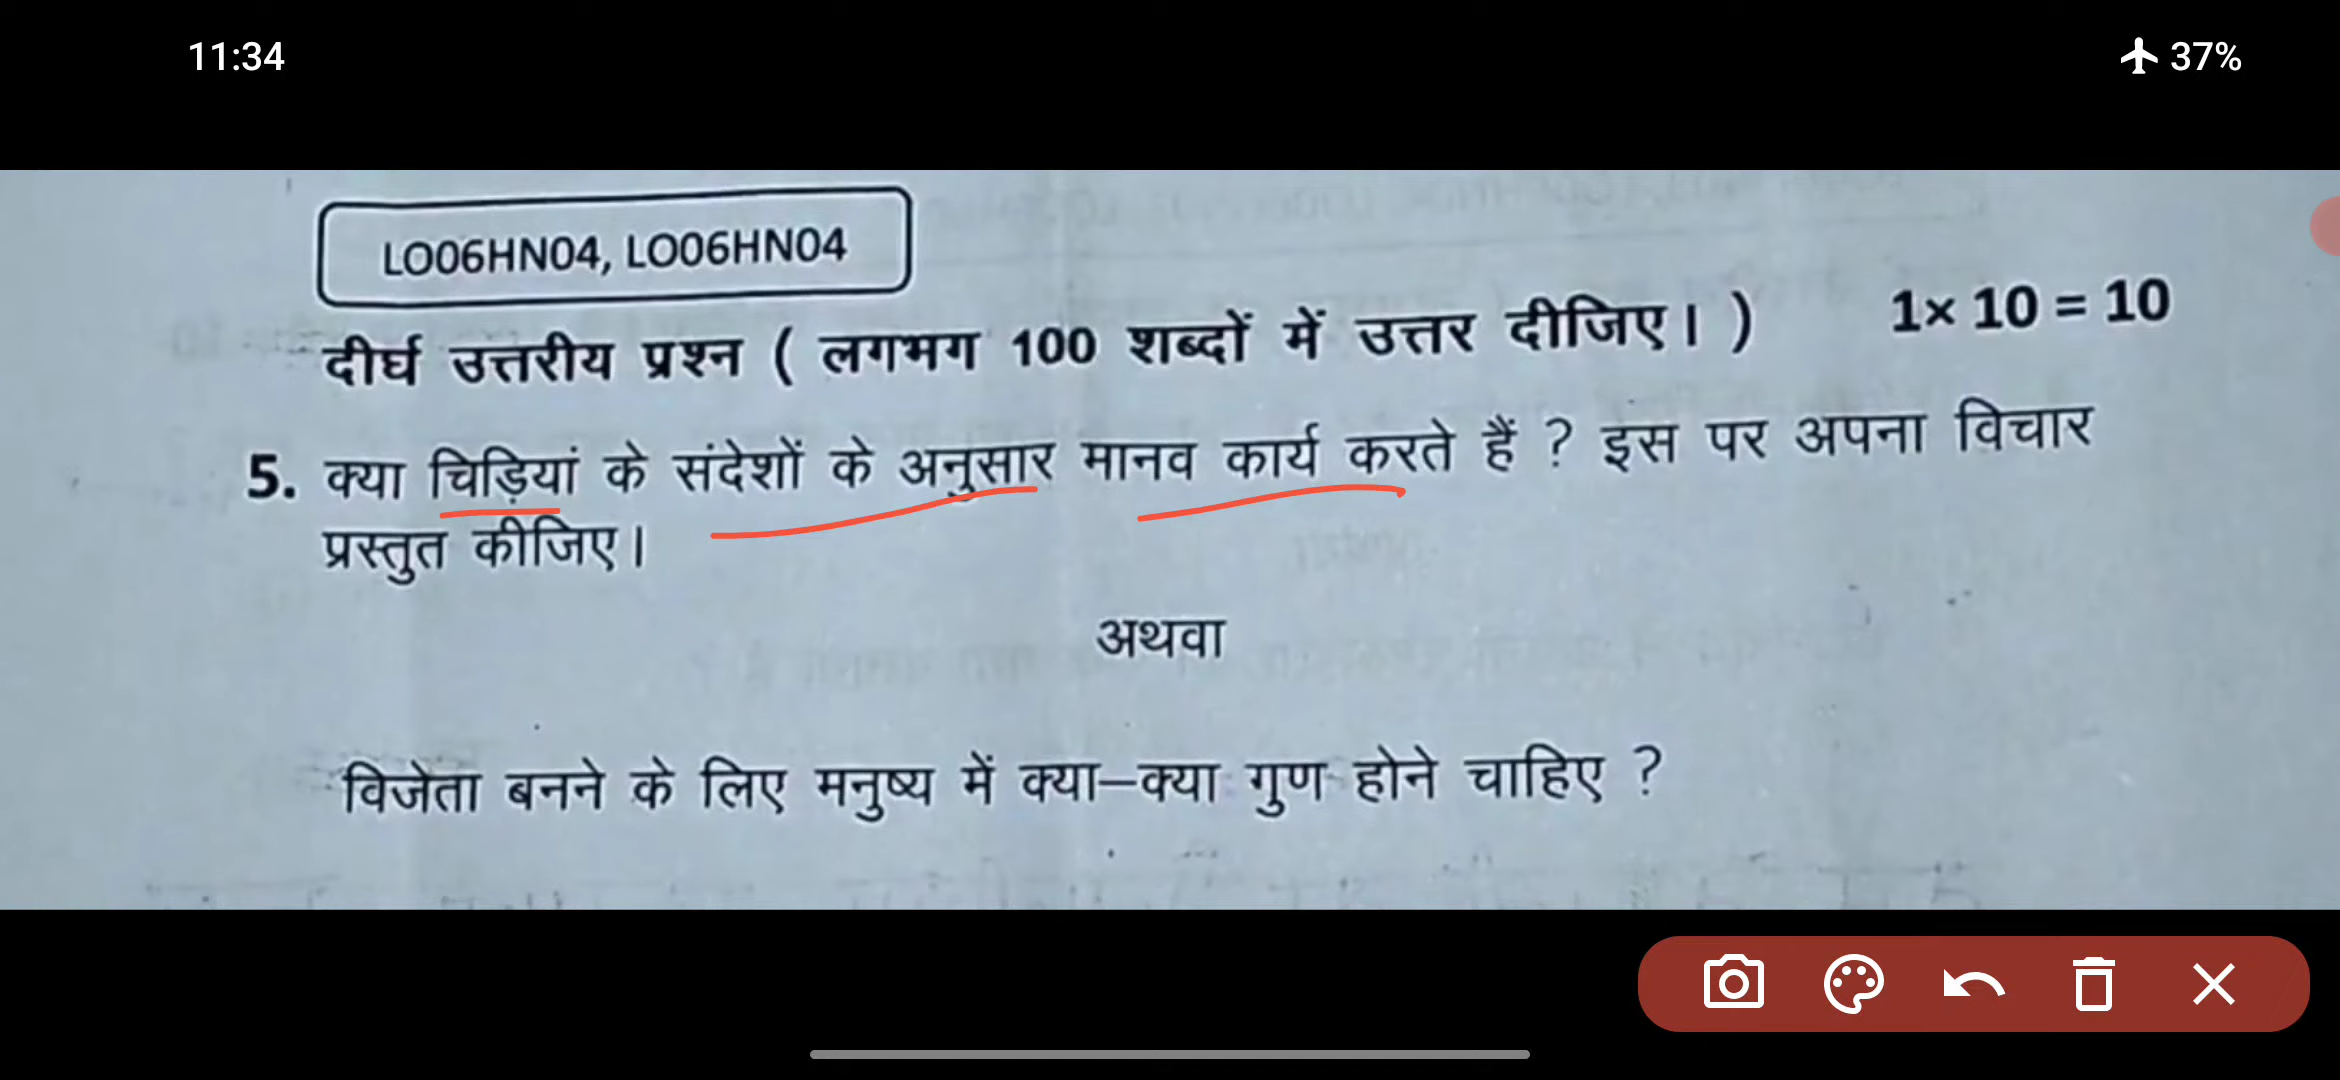 11:34
37%
LO06HN04, LO06HN04
दीर्घ उत्तरीय प्रश्न ( लगभग 100 शब्दों में उत्तर दीजिए। ) 1× 10 = 10
5. क्या चिड़ियां के संदेशों के अनुसार मानव कार्य करते हैं ? इस पर अपना विचार
प्रस्तुत कीजिए।
अथवा
विजेता बनने के लिए मनुष्य में क्या–क्या गुण होने चाहिए ?